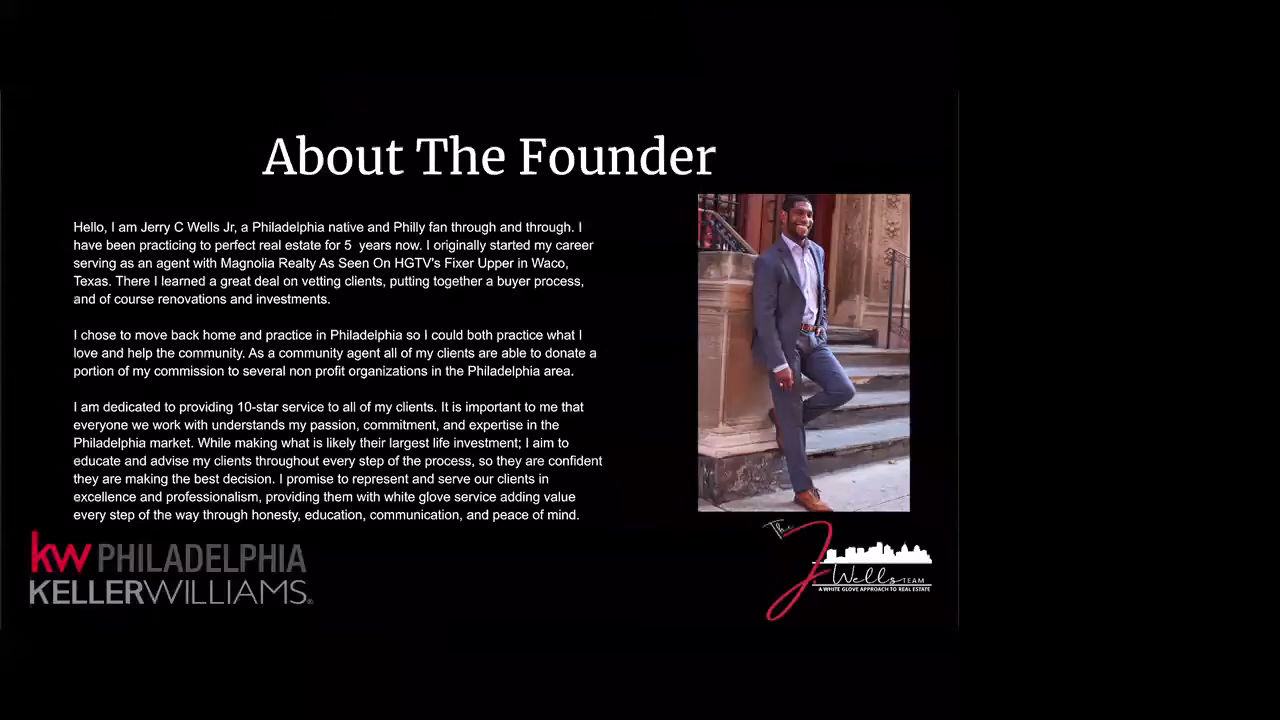 About The Founder
Hello, I am Jerry C Wells Jr, a Philadelphia native and Philly fan through and through. I
have been practicing to perfect real estate for 5  years now. I originally started my career
serving as an agent with Magnolia Realty As Seen On HGTV's Fixer Upper in Waco,
Texas. There I learned a great deal on vetting clients, putting together a buyer process,
and of course renovations and investments.
I chose to move back home and practice in Philadelphia so I could both practice what I
love and help the community. As a community agent all of my clients are able to donate a
portion of my commission to several non profit organizations in the Philadelphia area.
I am dedicated to providing 10-star service to all of my clients. It is important to me that
everyone we work with understands my passion, commitment, and expertise in the
Philadelphia market. While making what is likely their largest life investment; I aim to
educate and advise my clients throughout every step of the process, so they are confident
they are making the best decision. I promise to represent and serve our clients in
excellence and professionalism, providing them with white glove service adding value
every step of the way through honesty, education, communication, and peace of mind.
kw PHILADELPHIA
KELLERWILLIAMS®
The
J. Wells TEAM
A WHITE GLOVE APPROACH TO REAL ESTATE